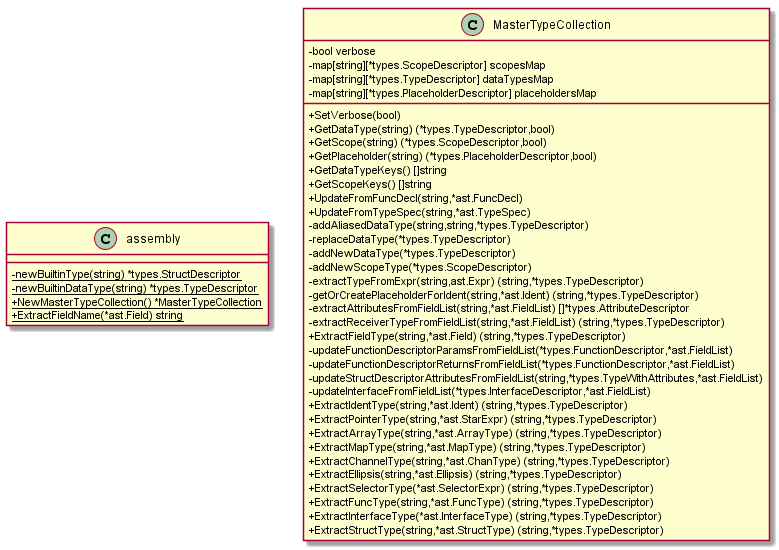 C assembly
-newBuiltinType(string) *types.StructDescriptor
-newBuiltinDataType(string) *types.TypeDescriptor
+NewMasterTypeCollection() *MasterTypeCollection
+ExtractFieldName(*ast.Field) string
C MasterTypeCollection
-bool verbose
-map[string][*types.ScopeDescriptor] scopesMap
-map[string][*types.TypeDescriptor] dataTypesMap
-map[string][*types.PlaceholderDescriptor] placeholdersMap
+SetVerbose(bool)
+GetDataType(string) (*types.TypeDescriptor,bool)
+GetScope(string) (*types.ScopeDescriptor,bool)
+GetPlaceholder(string) (*types.PlaceholderDescriptor,bool)
+GetDataTypeKeys() []string
+GetScopeKeys() []string
+UpdateFromFuncDecl(string,*ast.FuncDecl)
+UpdateFromTypeSpec(string,*ast.TypeSpec)
-addAliasedDataType(string,string,*types.TypeDescriptor)
-replaceDataType(*types.TypeDescriptor)
-addNewDataType(*types.TypeDescriptor)
-addNewScopeType(*types.ScopeDescriptor)
-extractTypeFromExpr(string,ast.Expr) (string,*types.TypeDescriptor)
-getOrCreatePlaceholderForIdent(string,*ast.Ident) (string,*types.TypeDescriptor)
-extractAttributesFromFieldList(string,*ast.FieldList) []*types.AttributeDescriptor
-extractReceiverTypeFromFieldList(string,*ast.FieldList) (string,*types.TypeDescriptor)
+ExtractFieldType(string,*ast.Field) (string,*types.TypeDescriptor)
-updateFunctionDescriptorParamsFromFieldList(*types.FunctionDescriptor,*ast.FieldList)
-updateFunctionDescriptorReturnsFromFieldList(*types.FunctionDescriptor,*ast.FieldList)
-updateStructDescriptorAttributesFromFieldList(string,*types.TypeWithAttributes,*ast.FieldList)
-updateInterfaceFromFieldList(*types.InterfaceDescriptor,*ast.FieldList)
+ExtractIdentType(string,*ast.Ident) (string,*types.TypeDescriptor)
+ExtractPointerType(string,*ast.StarExpr) (string,*types.TypeDescriptor)
+ExtractArrayType(string,*ast.ArrayType) (string,*types.TypeDescriptor)
+ExtractMapType(string,*ast.MapType) (string,*types.TypeDescriptor)
+ExtractChannelType(string,*ast.ChanType) (string,*types.TypeDescriptor)
+ExtractEllipsis(string,*ast.Ellipsis) (string,*types.TypeDescriptor)
+ExtractSelectorType(*ast.SelectorExpr) (string,*types.TypeDescriptor)
+ExtractFuncType(string,*ast.FuncType) (string,*types.TypeDescriptor)
+ExtractInterfaceType(*ast.InterfaceType) (string,*types.TypeDescriptor)
+ExtractStructType(string,*ast.StructType) (string,*types.TypeDescriptor)